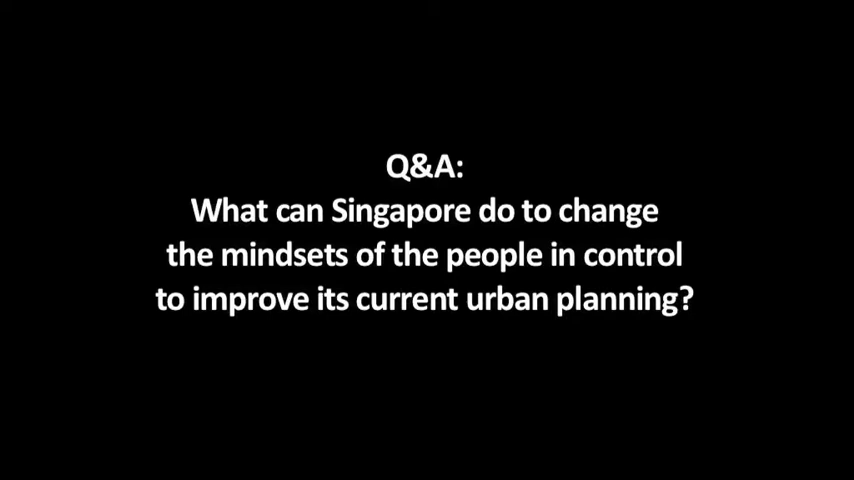 Q&A:
What can Singapore do to change
the mindsets of the people in control
to improve its current urban planning?